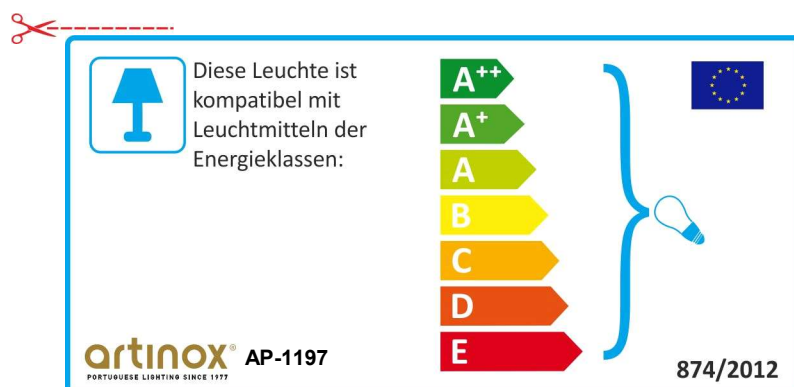 Diese Leuchte ist
kompatibel mit
Leuchtmitteln der
Energieklassen:
A++
A+
A
B
C
D
E
artinox® AP-1197
PORTUGUESE LIGHTING SINCE 1977
874/2012